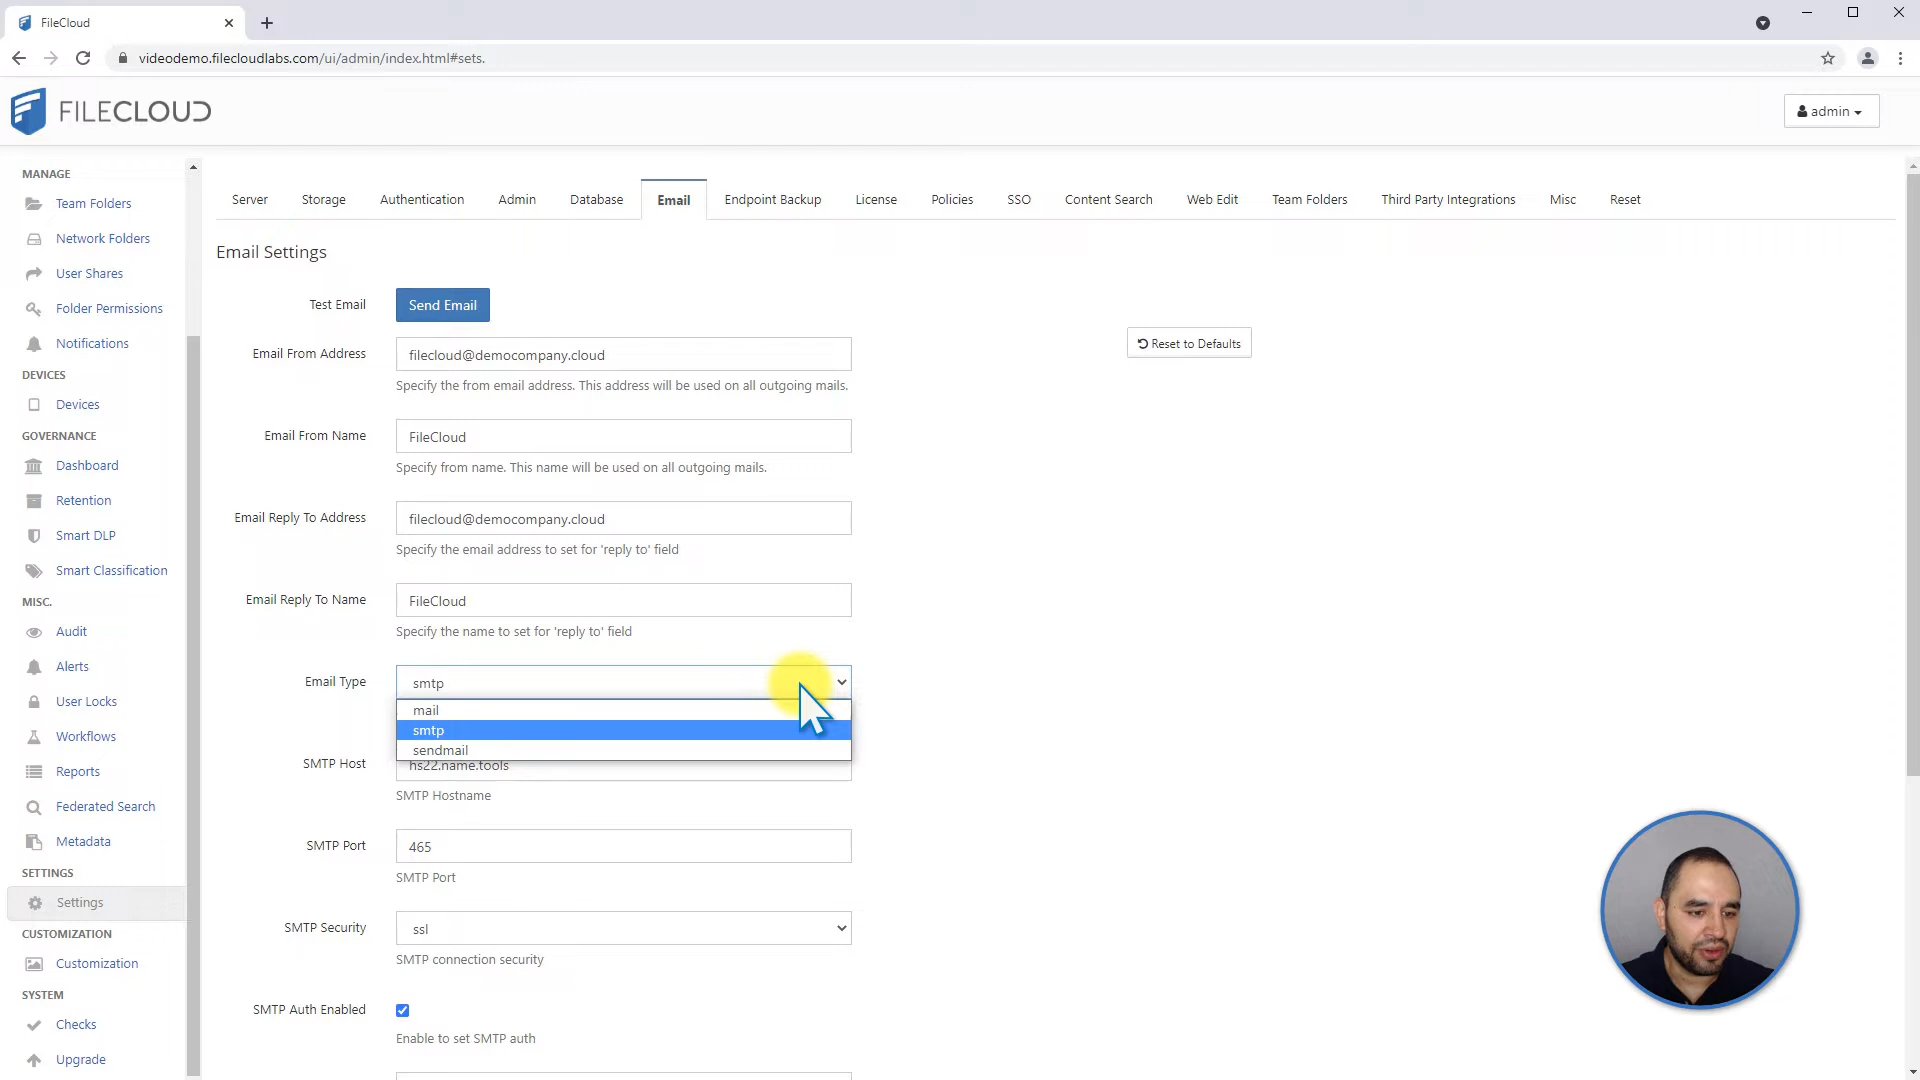 FileCloud
videodemo.filecloudlabs.com/ui/admin/index.html#sets.
FILECLOUD
admin
MANAGE
Team Folders
Network Folders
User Shares
Folder Permissions
Notifications
DEVICES
Devices
GOVERNANCE
Dashboard
Retention
Smart DLP
Smart Classification
MISC.
Audit
Alerts
User Locks
Workflows
Reports
Federated Search
Metadata
SETTINGS
Settings
CUSTOMIZATION
Customization
SYSTEM
Checks
Upgrade
Server Storage Authentication Admin Database Email Endpoint Backup License Policies SSO Content Search Web Edit Team Folders Third Party Integrations Misc Reset
Email Settings
Test Email Send Email
Reset to Defaults
Email From Address filecloud@democompany.cloud
Specify the from email address. This address will be used on all outgoing mails.
Email From Name FileCloud
Specify from name. This name will be used on all outgoing mails.
Email Reply To Address filecloud@democompany.cloud
Specify the email address to set for 'reply to' field
Email Reply To Name FileCloud
Specify the name to set for 'reply to' field
Email Type smtp
mail
smtp
sendmail
SMTP Host hs22.name.tools
SMTP Hostname
SMTP Port 465
SMTP Port
SMTP Security ssl
SMTP connection security
SMTP Auth Enabled
Enable to set SMTP auth